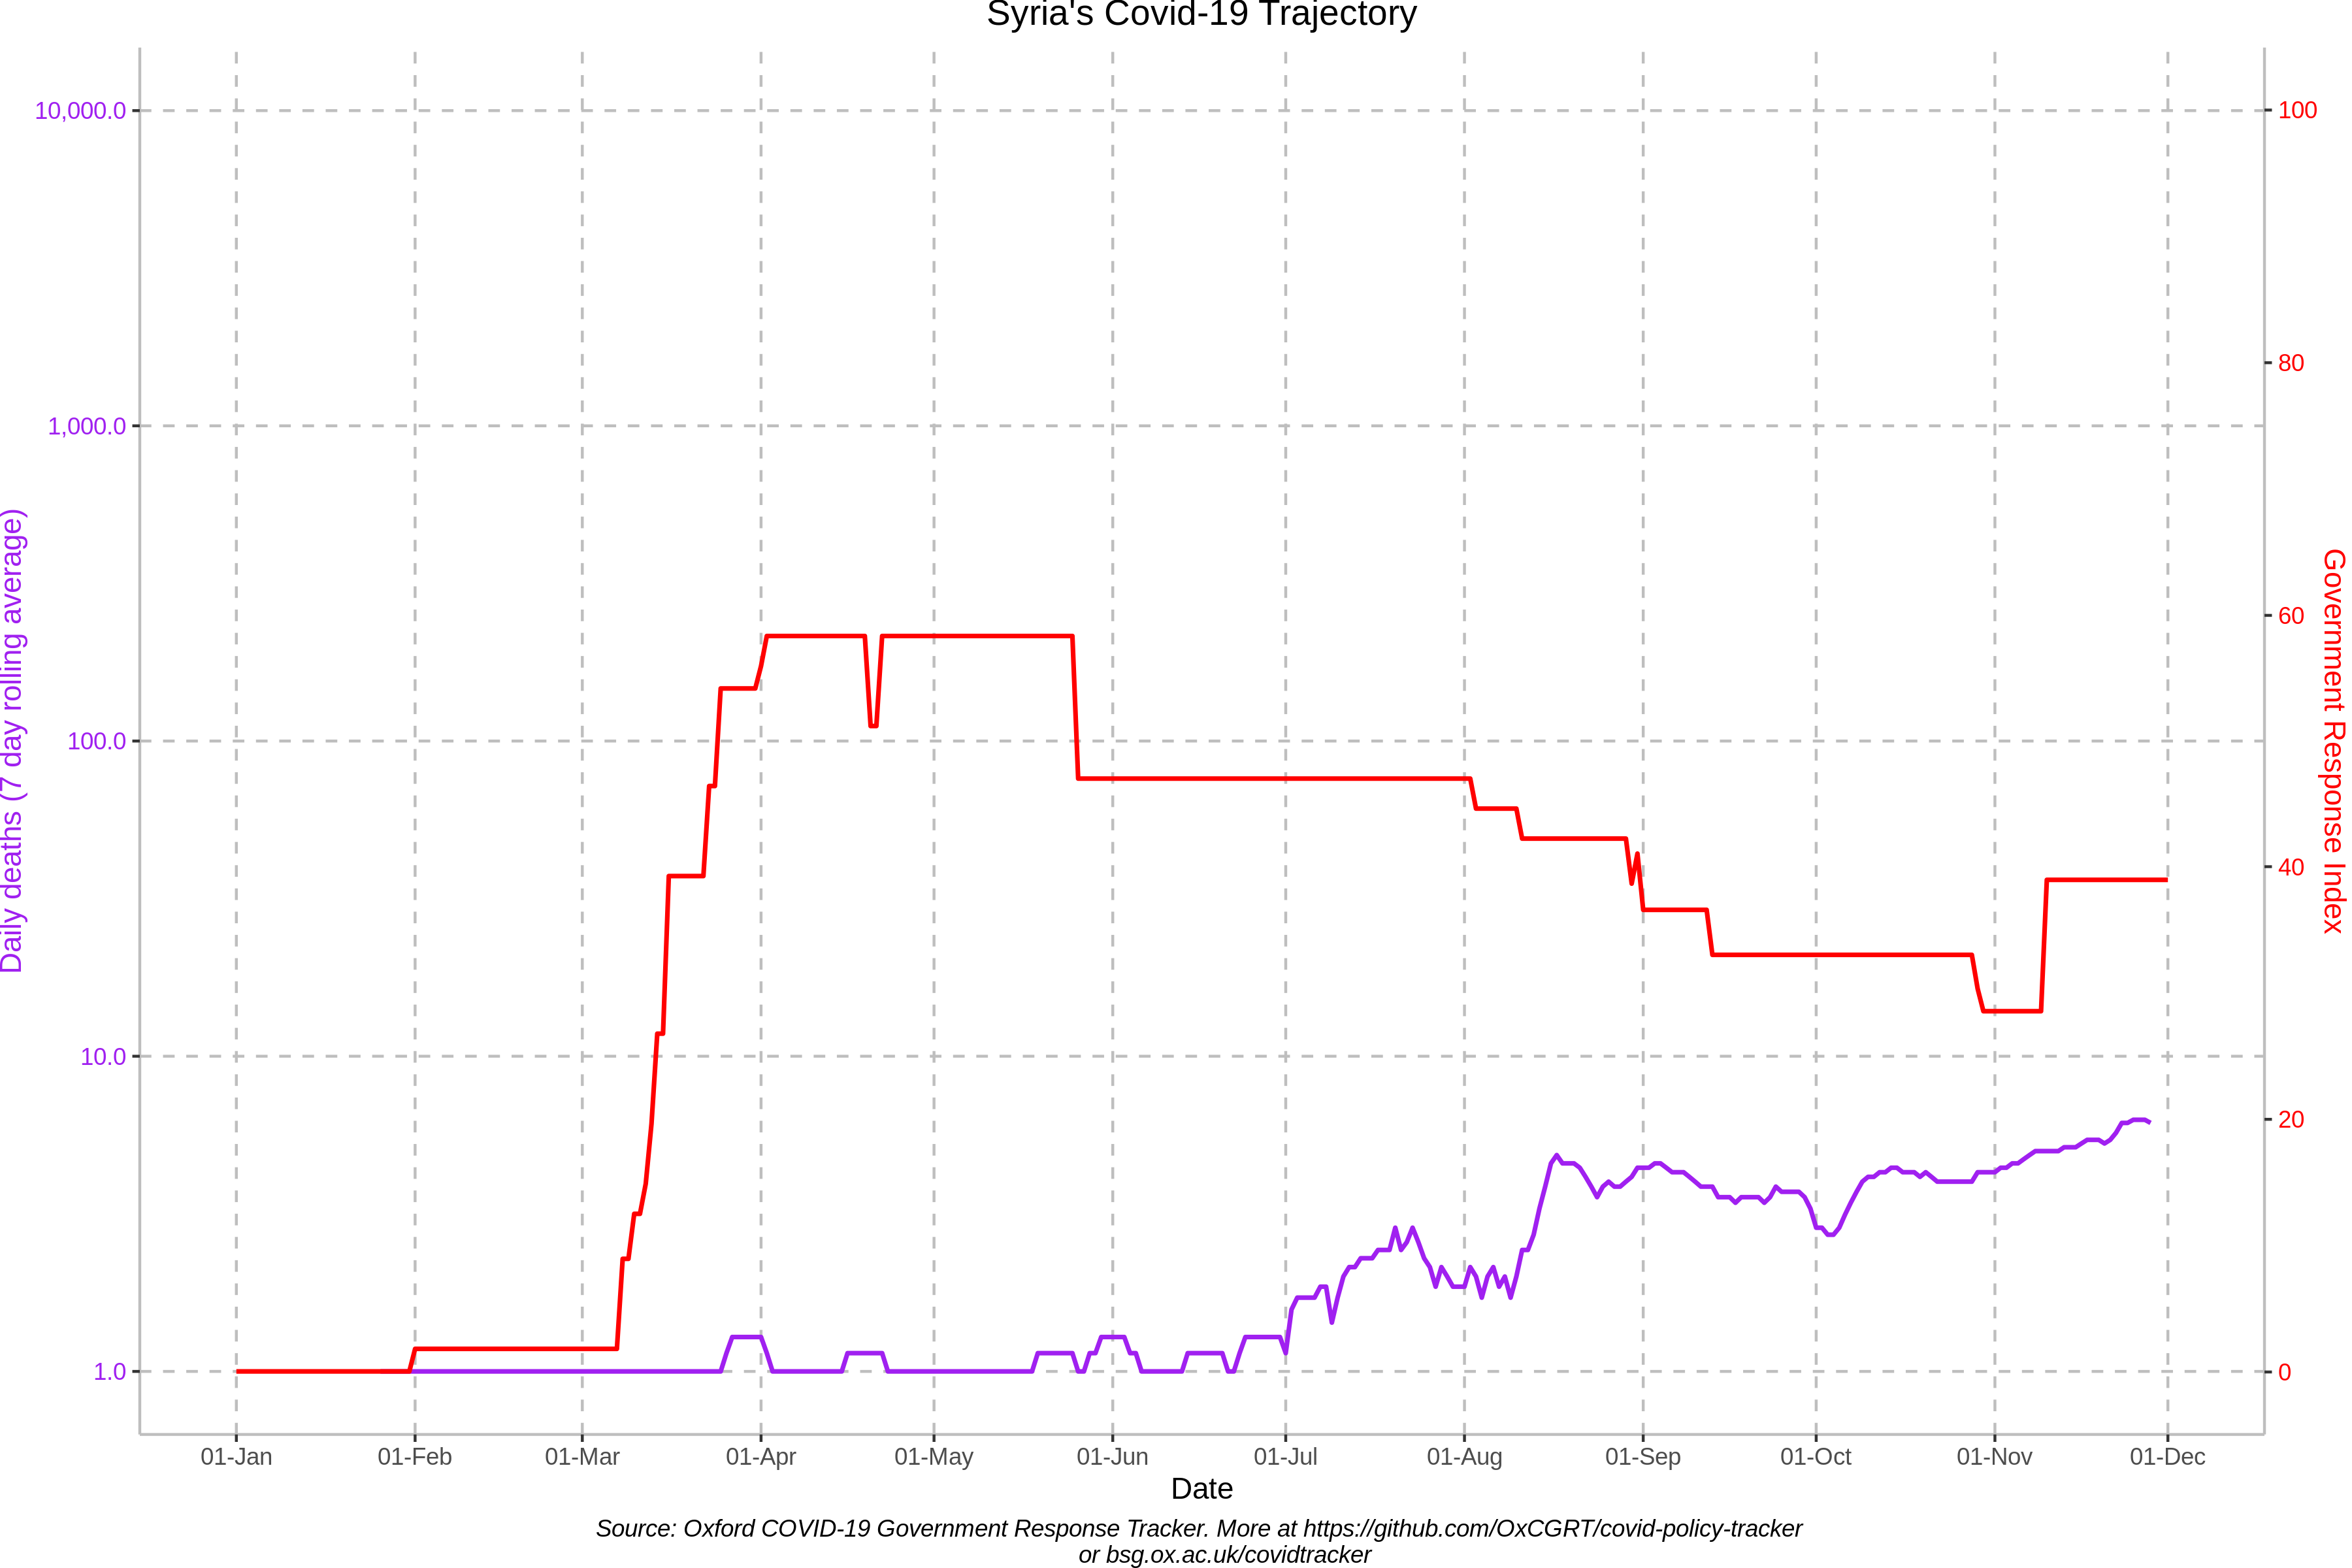 Syria's Covid-19 Trajectory
10,000.0
1,000.0
100.0
10.0
1.0
Daily deaths (7 day rolling average)
100
80
60
40
20
0
Government Response Index
01-Jan 01-Feb 01-Mar 01-Apr 01-May 01-Jun 01-Jul 01-Aug 01-Sep 01-Oct 01-Nov 01-Dec
Date
Source: Oxford COVID-19 Government Response Tracker. More at https://github.com/OxCGRT/covid-policy-tracker
or bsg.ox.ac.uk/covidtracker